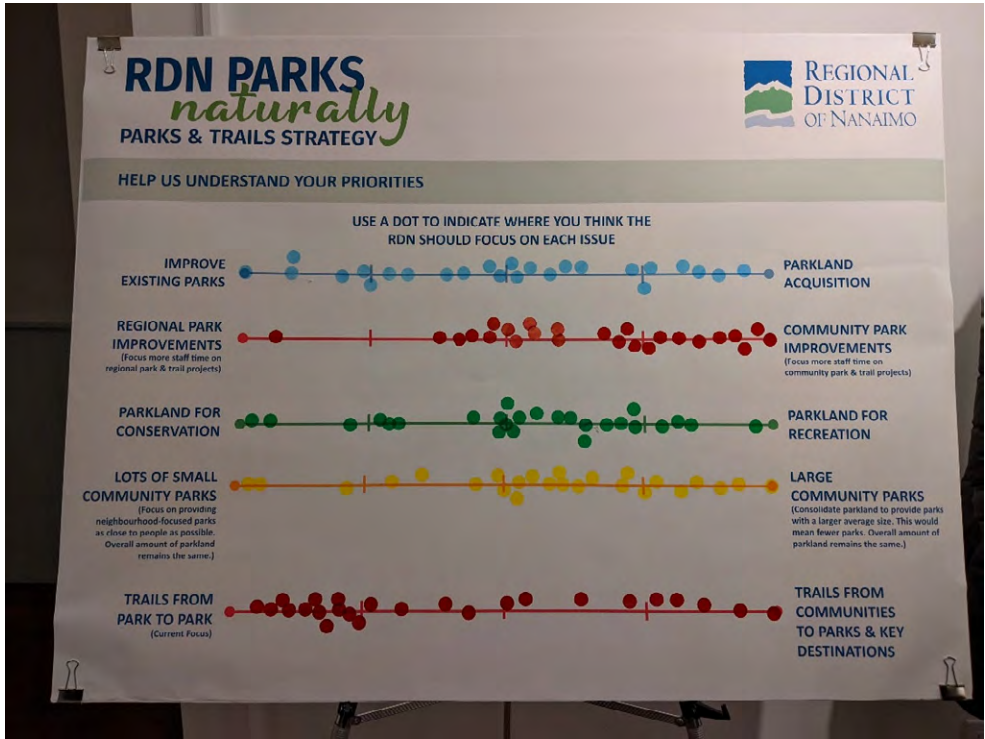 RDN PARKS
naturally
PARKS & TRAILS STRATEGY
REGIONAL
DISTRICT
OF NANAIMO
HELP US UNDERSTAND YOUR PRIORITIES
USE A DOT TO INDICATE WHERE YOU THINK THE
RDN SHOULD FOCUS ON EACH ISSUE
IMPROVE
EXISTING PARKS
PARKLAND
ACQUISITION
REGIONAL PARK
IMPROVEMENTS
(Focus more staff time on
regional park & trail projects)
COMMUNITY PARK
IMPROVEMENTS
(Focus more staff time on
community park & trail projects)
PARKLAND FOR
CONSERVATION
PARKLAND FOR
RECREATION
LOTS OF SMALL
COMMUNITY PARKS
(Focus on providing
neighbourhood-focused parks
as close to people as possible.
Overall amount of parkland
remains the same.)
LARGE
COMMUNITY PARKS
(Consolidate parkland to provide parks
with a larger average size. This would
mean fewer parks. Overall amount of
parkland remains the same.)
TRAILS FROM
PARK TO PARK
(Current Focus)
TRAILS FROM
COMMUNITIES
TO PARKS & KEY
DESTINATIONS